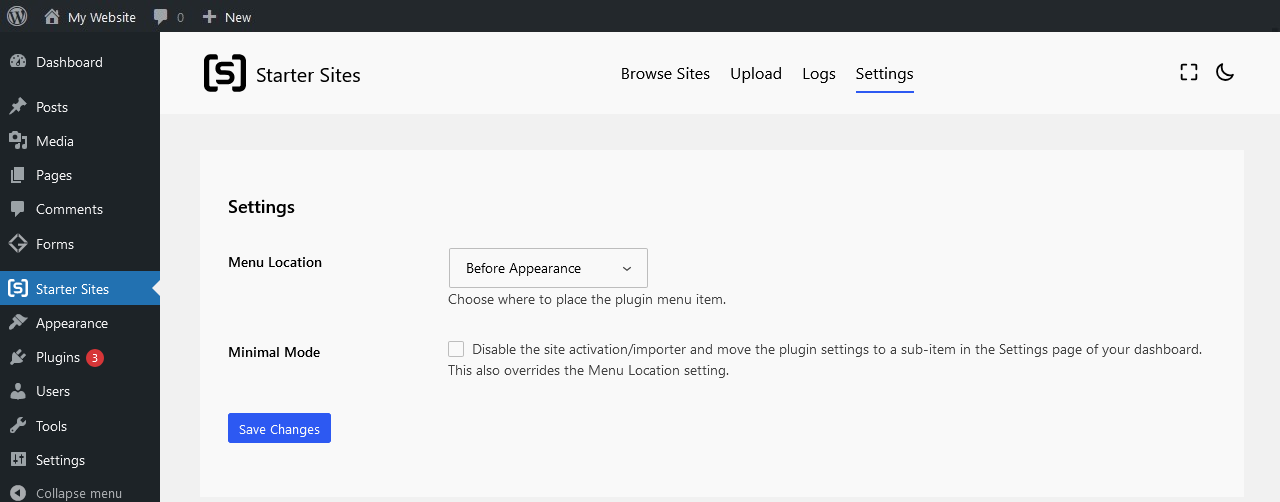 My Website
0
New
Dashboard
Posts
Media
Pages
Comments
Forms
Starter Sites
Appearance
Plugins 3
Users
Tools
Settings
Collapse menu
[S] Starter Sites
Browse Sites
Upload
Logs
Settings
Settings
Menu Location
Before Appearance
Choose where to place the plugin menu item.
Minimal Mode
Disable the site activation/importer and move the plugin settings to a sub-item in the Settings page of your dashboard.
This also overrides the Menu Location setting.
Save Changes